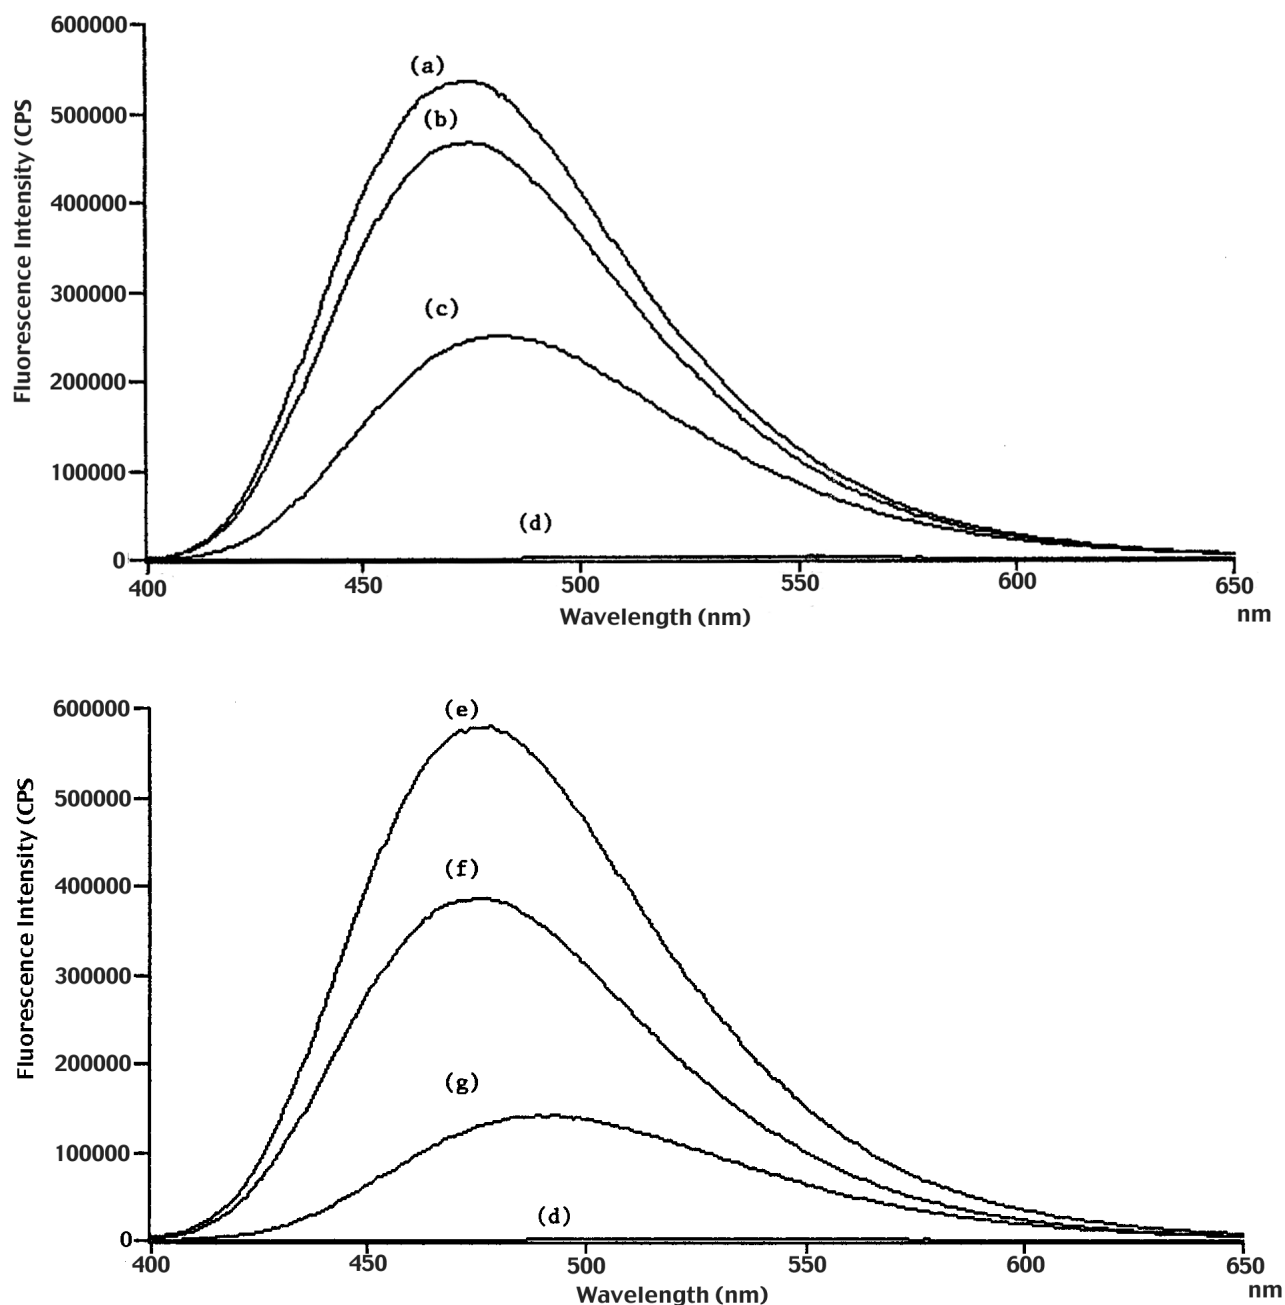 600000
500000
400000
300000
200000
100000
0
Fluorescence Intensity (CPS
(a)
(b)
(c)
(d)
400 450 500 550 600 650
Wavelength (nm)
nm
600000
500000
400000
300000
200000
100000
0
Fluorescence Intensity (CPS
(e)
(f)
(g)
(d)
400 450 500 550 600 650
Wavelength (nm)
nm